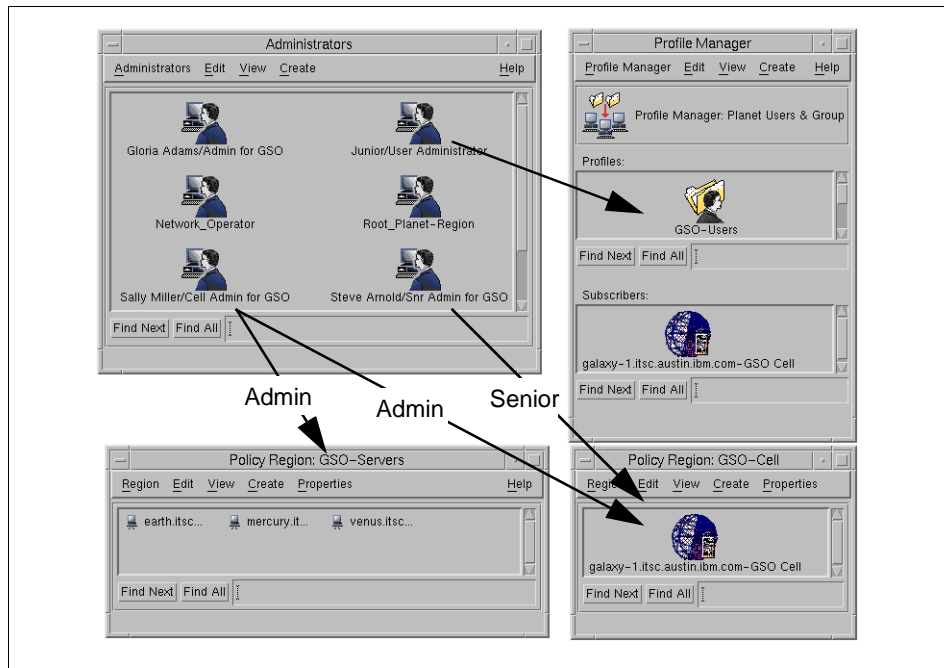 Administrators
Administrators Edit View Create Help
Gloria Adams/Admin for GSO
Junior/User Administrator
Network_Operator
Root_Planet-Region
Sally Miller/Cell Admin for GSO
Steve Arnold/Snr Admin for GSO
Find Next Find All
Profile Manager
Profile Manager Edit View Create Help
Profile Manager: Planet Users & Group
Profiles:
GSO-Users
Find Next Find All
Subscribers:
galaxy-1.itsc.austin.ibm.com-GSO Cell
Find Next Find All
Admin
Admin
Senior
Policy Region: GSO-Servers
Region Edit View Create Properties Help
earth.itsc... mercury.it... venus.itsc...
Find Next Find All
Policy Region: GSO-Cell
Region Edit View Create Properties
galaxy-1.itsc.austin.ibm.com-GSO Cell
Find Next Find All